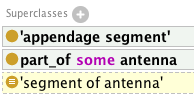 Superclasses
'appendage segment'
part_of some antenna
'segment of antenna'